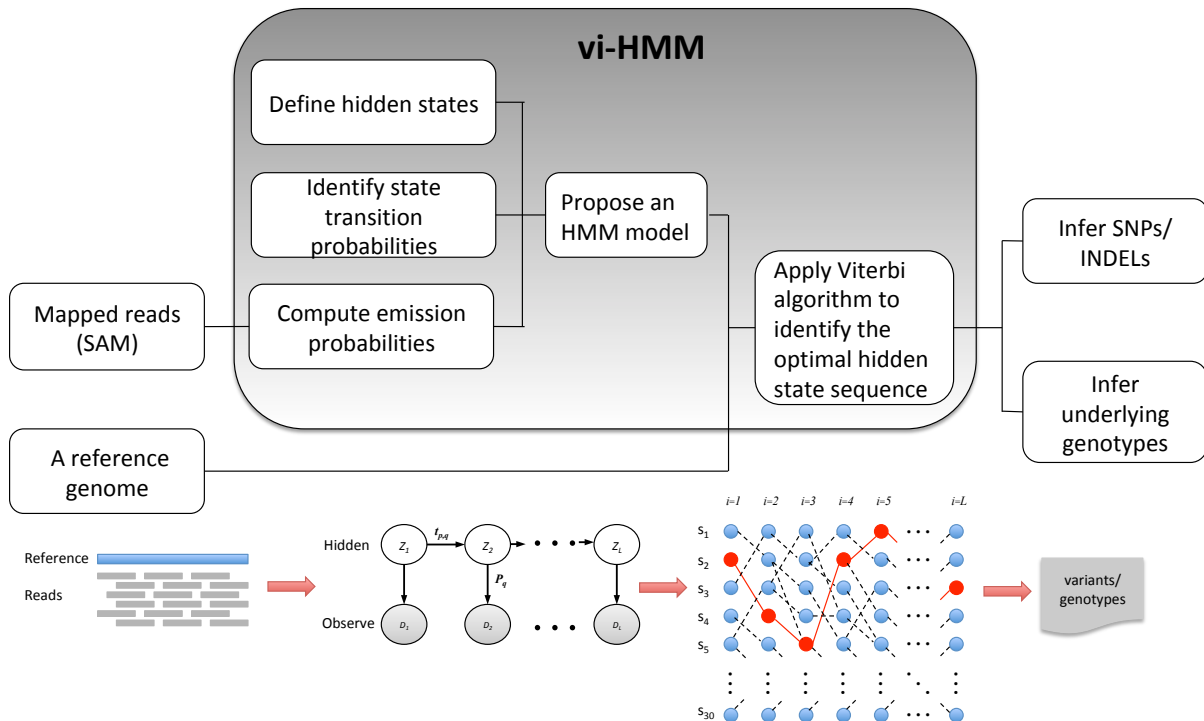 vi-HMM
Define hidden states
Identify state
transition
probabilities
Compute emission
probabilities
Propose an
HMM model
Mapped reads
(SAM)
A reference
genome
Apply Viterbi
algorithm to
identify the
optimal hidden
state sequence
Infer SNPs/
INDELs
Infer
underlying
genotypes
Reference
Reads
Hidden
Z1
tp,q
Z2
ZL
Pq
Observe
D1
D2
DL
i=1 i=2 i=3 i=4 i=5 i=L
s1
s2
s3
s4
s5
s30
variants/
genotypes